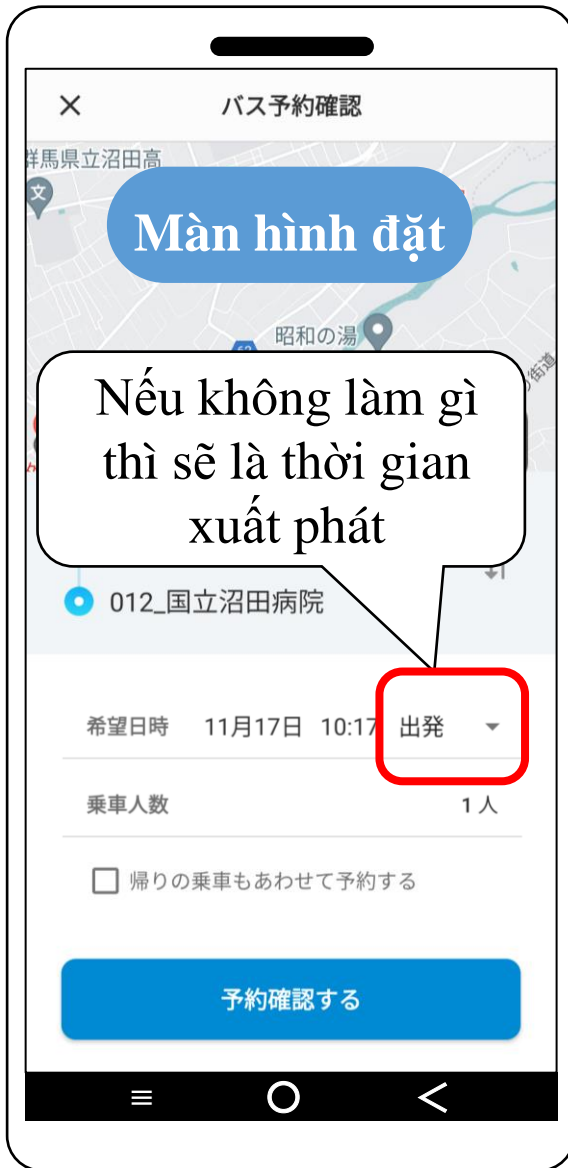 バス予約確認
群馬県立沼田高
文
Màn hình đặt
昭和の湯
Nếu không làm gì
thì sẽ là thời gian
xuất phát
012_国立沼田病院
希望日時 11月17日 10:17 出発
乗車人数 1人
帰りの乗車もあわせて予約する
予約確認する